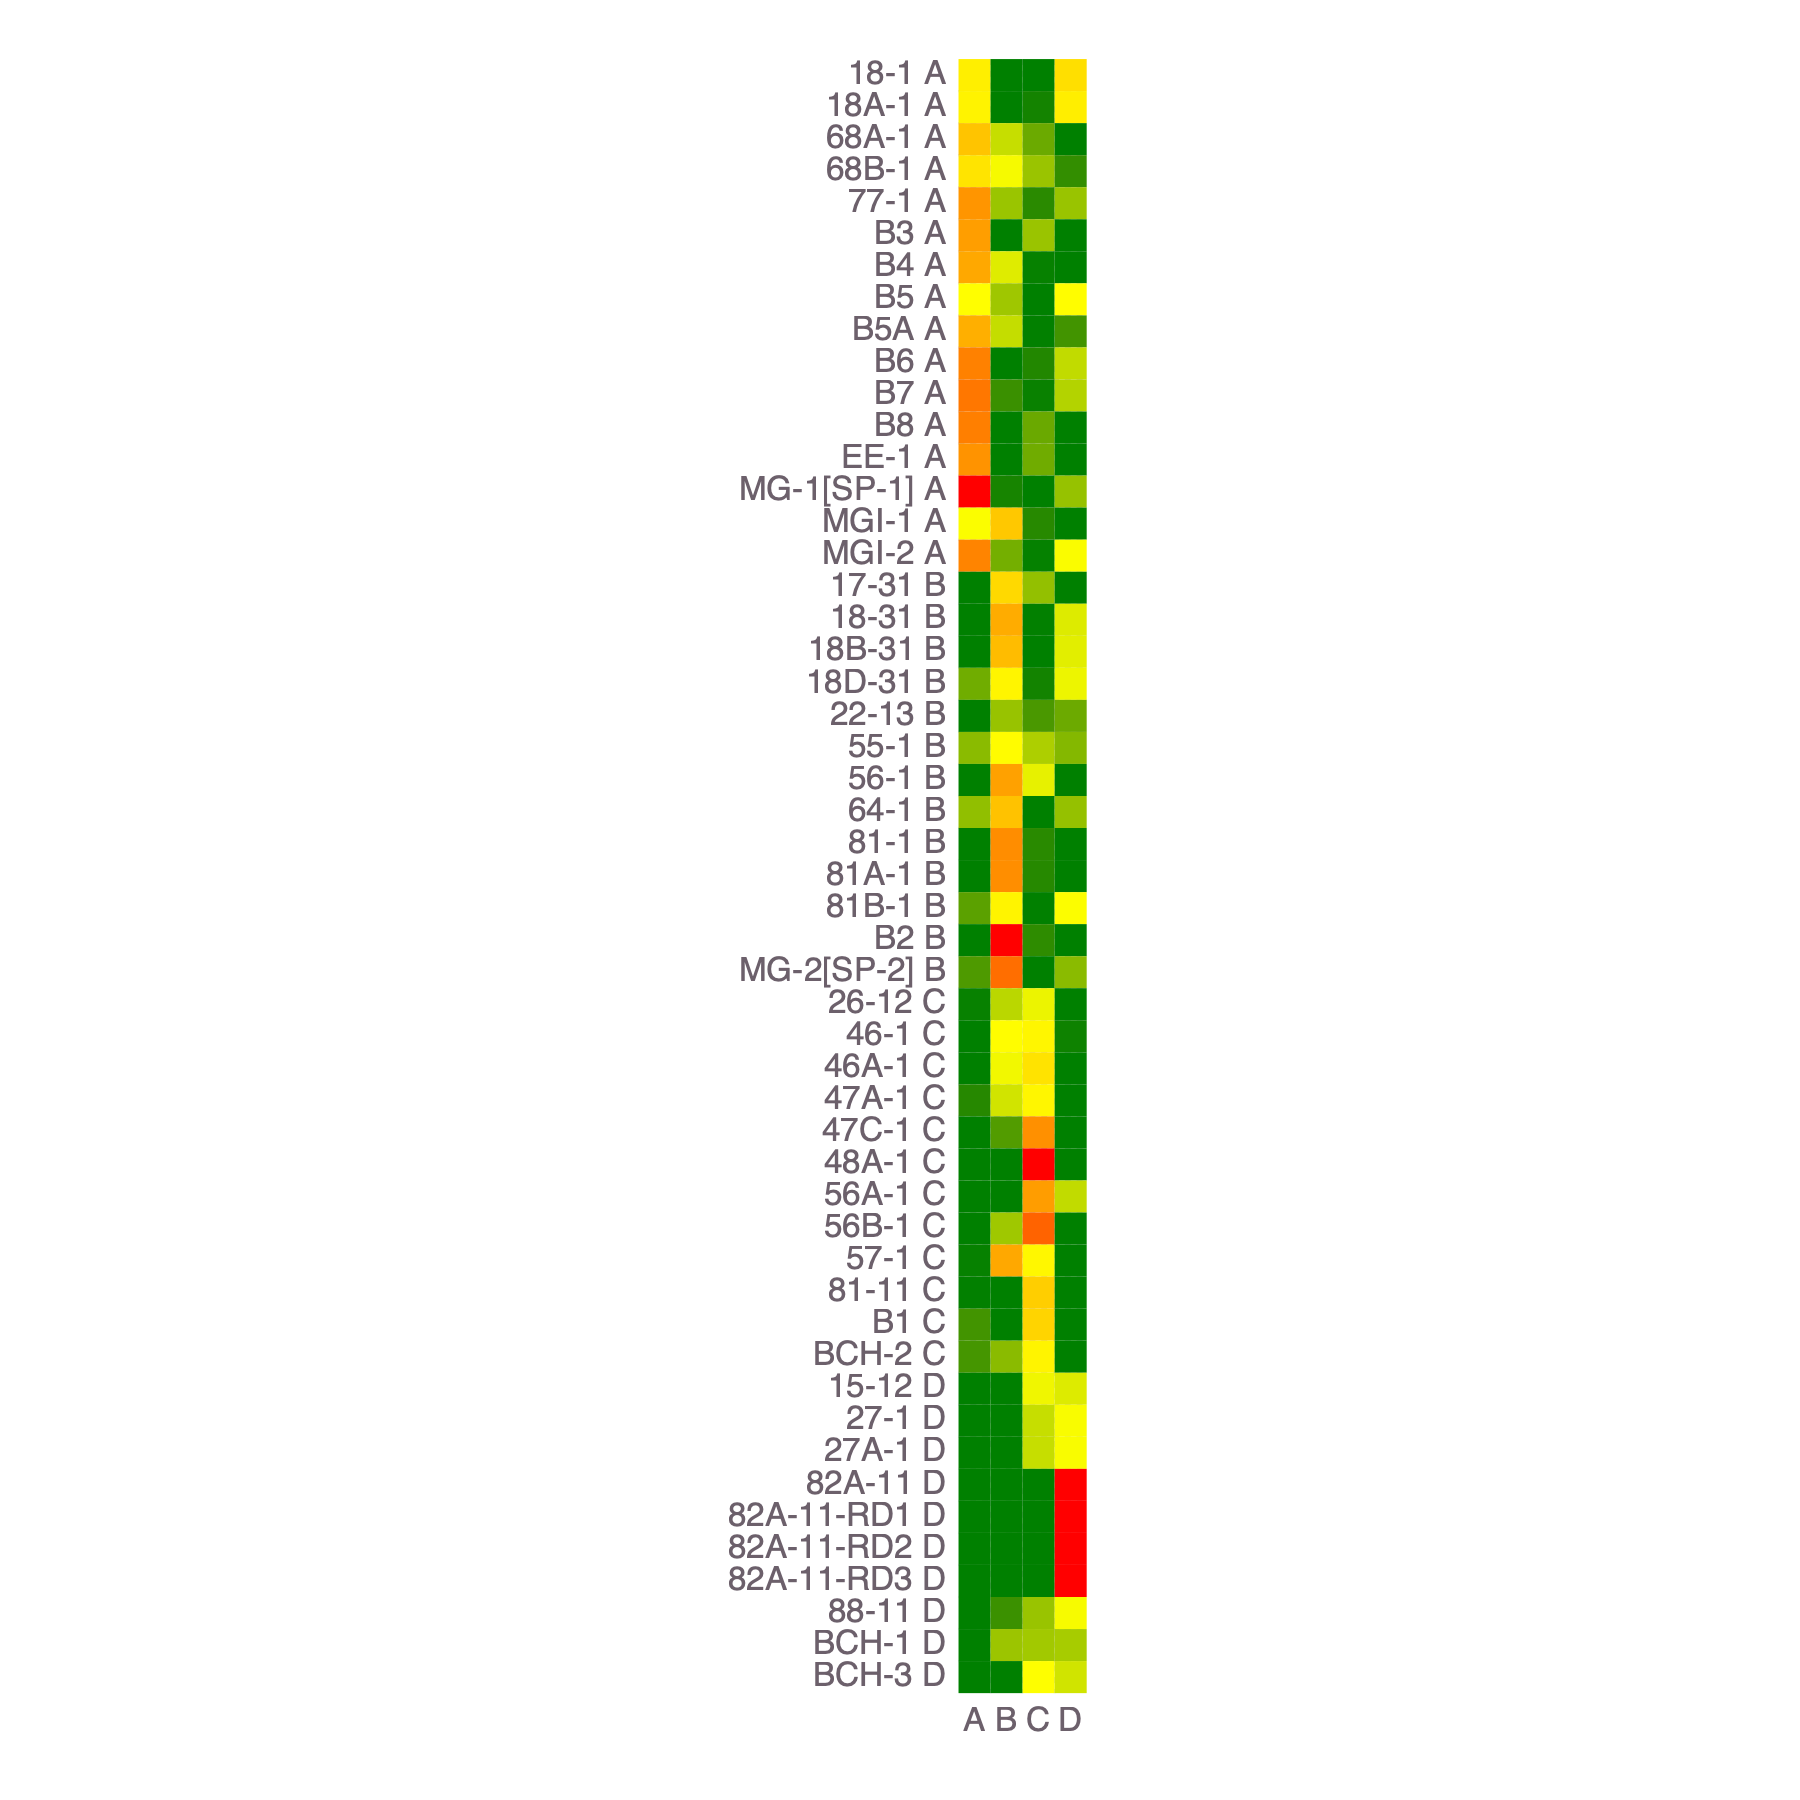 18-1 A
18A-1 A
68A-1 A
68B-1 A
77-1 A
B3 A
B4 A
B5 A
B5A A
B6 A
B7 A
B8 A
EE-1 A
MG-1[SP-1] A
MGI-1 A
MGI-2 A
17-31 B
18-31 B
18B-31 B
18D-31 B
22-13 B
55-1 B
56-1 B
64-1 B
81-1 B
81A-1 B
81B-1 B
B2 B
MG-2[SP-2] B
26-12 C
46-1 C
46A-1 C
47A-1 C
47C-1 C
48A-1 C
56A-1 C
56B-1 C
57-1 C
81-11 C
B1 C
BCH-2 C
15-12 D
27-1 D
27A-1 D
82A-11 D
82A-11-RD1 D
82A-11-RD2 D
82A-11-RD3 D
88-11 D
BCH-1 D
BCH-3 D
A B C D